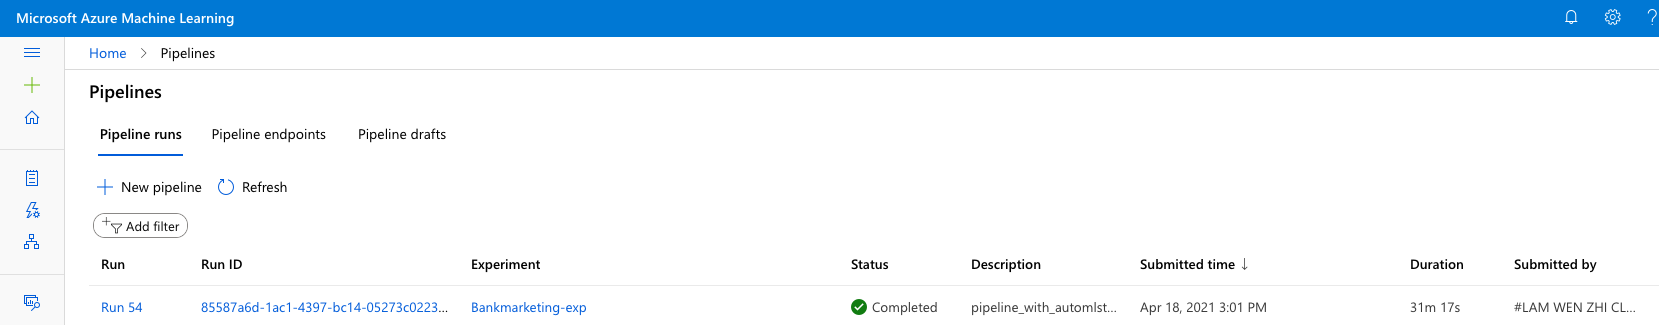 Microsoft Azure Machine Learning
Home > Pipelines
Pipelines
Pipeline runs Pipeline endpoints Pipeline drafts
New pipeline Refresh
Add filter
Run Run ID Experiment Status Description Submitted time ↓ Duration Submitted by
Run 54 85587a6d-1ac1-4397-bc14-05273c0223... Bankmarketing-exp Completed pipeline_with_automlst... Apr 18, 2021 3:01 PM 31m 17s #LAM WEN ZHI CL...